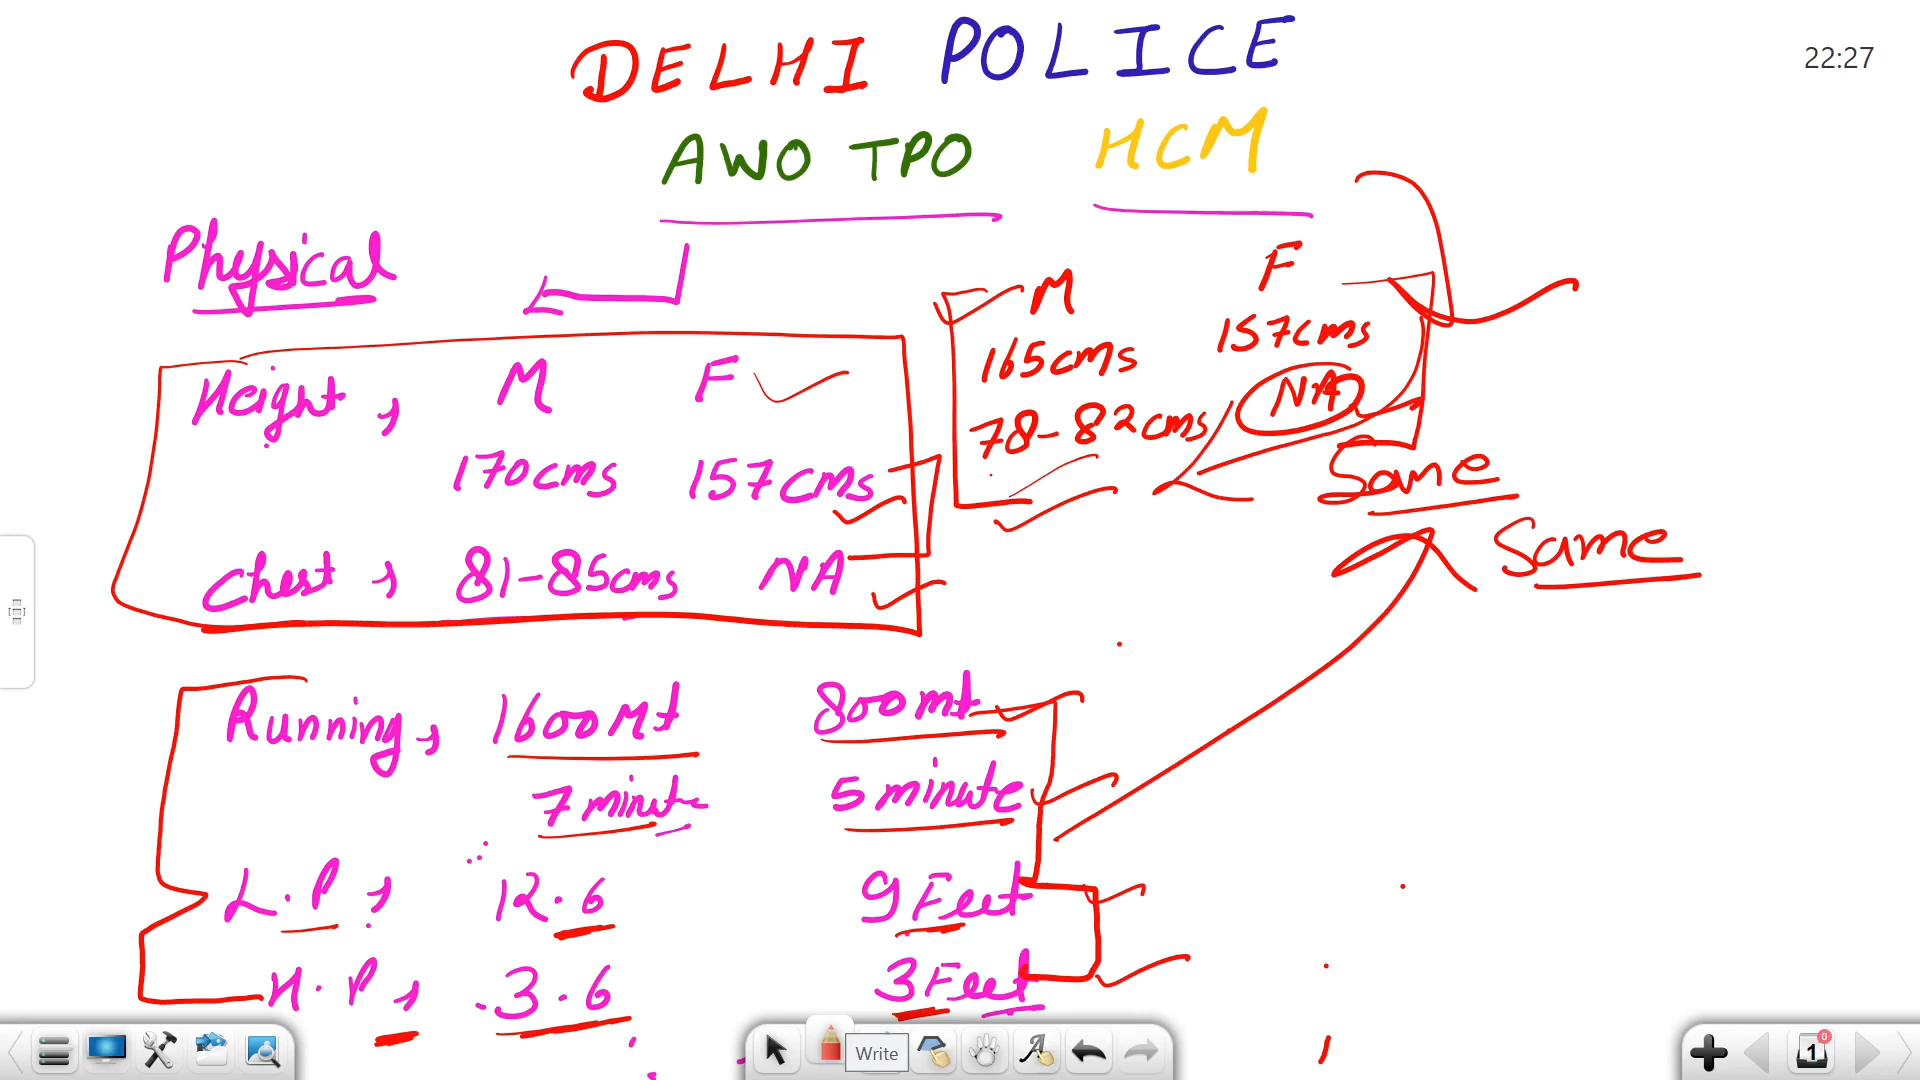 DELHI POLICE
22:27
AWO TPO HCM
Physical
M F
165cms 157cms
78-82cms NA
Same
Same
Height, M F
170cms 157cms
Chest, 81-85cms NA
Running, 1600Mt 800mt
7 minute 5 minute
L.P, 12.6 9 Feet
H.P, 3.6 3 Feet
Write
1
0